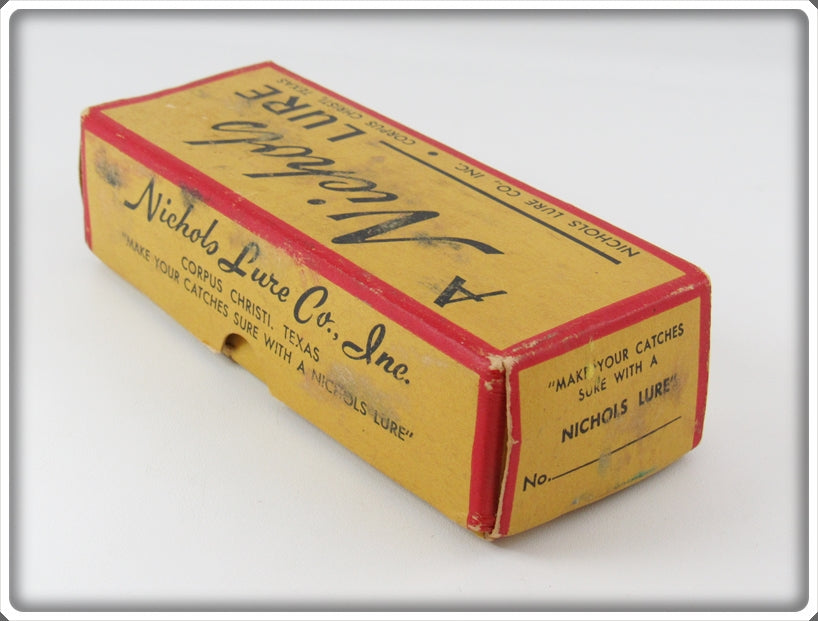 A Nichols
LURE
NICHOLS LURE CO., INC. • CORPUS CHRISTI, TEXAS
Nichols Lure Co., Inc.
CORPUS CHRISTI, TEXAS
"MAKE YOUR CATCHES SURE WITH A NICHOLS LURE"
"MAKE YOUR CATCHES
SURE WITH A
NICHOLS LURE"
No.